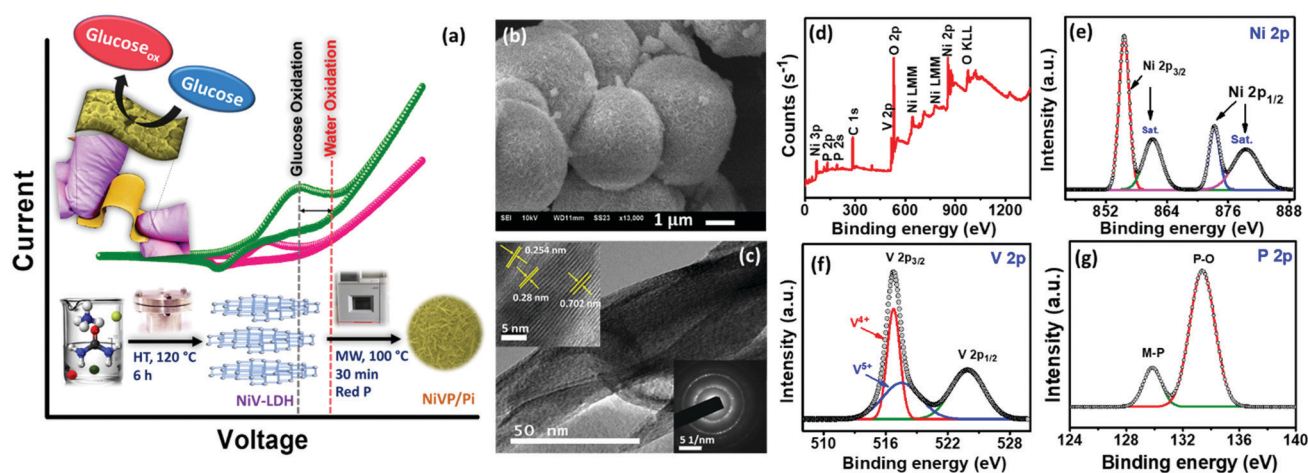 (a)
Glucose_ox
Glucose
Glucose Oxidation
Water Oxidation
Current
HT, 120 °C
6 h
NiV-LDH
MW, 100 °C
30 min
Red P
NiVP/Pi
Voltage
(b)
SEI 10kV WD11mm SS23 x13,000 1 µm
(c)
0.254 nm
0.28 nm
0.702 nm
5 nm
50 nm
5 1/nm
(d)
Counts (s⁻¹)
Ni 3p
P 2p
P 2s
C 1s
V 2p
O 2p
Ni LMM
Ni LMM
Ni 2p
O KLL
0 300 600 900 1200
Binding energy (eV)
(e)
Ni 2p
Intensity (a.u.)
Ni 2p3/2
Sat.
Ni 2p1/2
Sat.
852 864 876 888
Binding energy (eV)
(f)
V 2p
Intensity (a.u.)
V 2p3/2
V⁴⁺
V⁵⁺
V 2p1/2
510 516 522 528
Binding energy (eV)
(g)
P 2p
Intensity (a.u.)
P-O
M-P
124 128 132 136 140
Binding energy (eV)